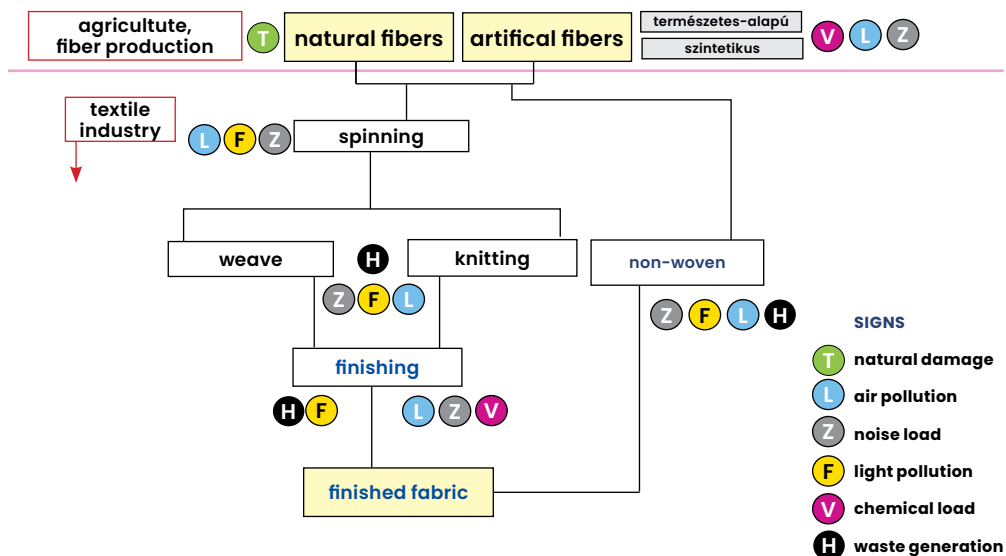 agricultute,
fiber production
T
natural fibers
artifical fibers
természetes-alapú
szintetikus
V L Z
textile
industry
L F Z
spinning
weave
H
knitting
non-woven
Z F L
Z F L H
finishing
H F
L Z V
finished fabric
SIGNS
T natural damage
L air pollution
Z noise load
F light pollution
V chemical load
H waste generation